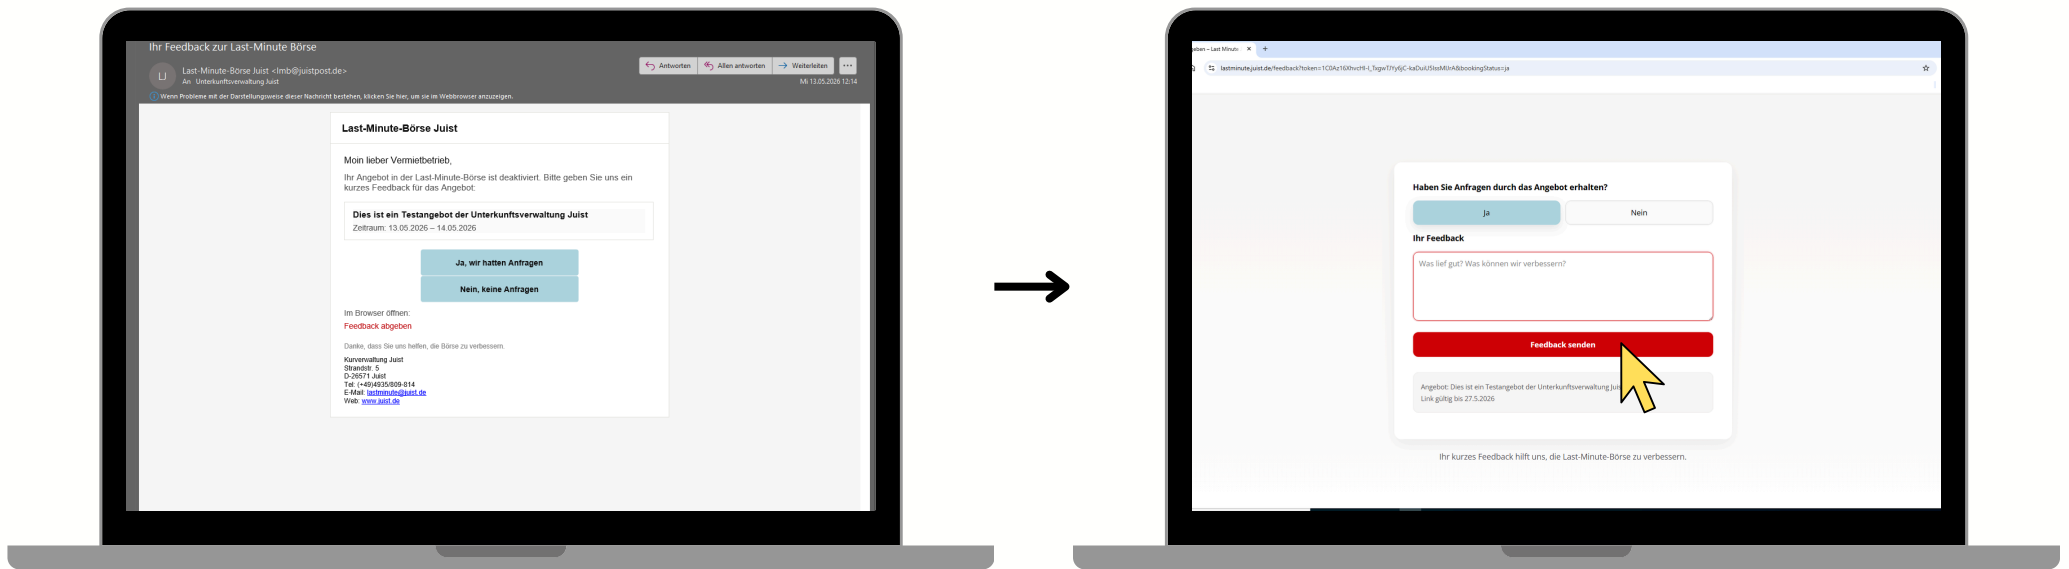 Ihr Feedback zur Last-Minute Börse
LJ
Last-Minute-Börse Juist <lmb@juistpost.de>
An Unterkunftsverwaltung Juist
Antworten
Allen antworten
Weiterleiten
Mi 13.05.2026 12:14
Wenn Probleme mit der Darstellungsweise dieser Nachricht bestehen, klicken Sie hier, um sie im Webbrowser anzuzeigen.
Last-Minute-Börse Juist
Moin lieber Vermietbetrieb,
Ihr Angebot in der Last-Minute-Börse ist deaktiviert. Bitte geben Sie uns ein
kurzes Feedback für das Angebot:
Dies ist ein Testangebot der Unterkunftsverwaltung Juist
Zeitraum: 13.05.2026 – 14.05.2026
Ja, wir hatten Anfragen
Nein, keine Anfragen
Im Browser öffnen:
Feedback abgeben
Danke, dass Sie uns helfen, die Börse zu verbessern.
Kurverwaltung Juist
Strandstr. 5
D-26571 Juist
Tel: (+49)4935/809-814
E-Mail: lastminute@juist.de
Web: www.juist.de
geben – Last Minute
Haben Sie Anfragen durch das Angebot erhalten?
Ja
Nein
Ihr Feedback
Was lief gut? Was können wir verbessern?
Feedback senden
Angebot: Dies ist ein Testangebot der Unterkunftsverwaltung Juis
Link gültig bis 27.5.2026
Ihr kurzes Feedback hilft uns, die Last-Minute-Börse zu verbessern.